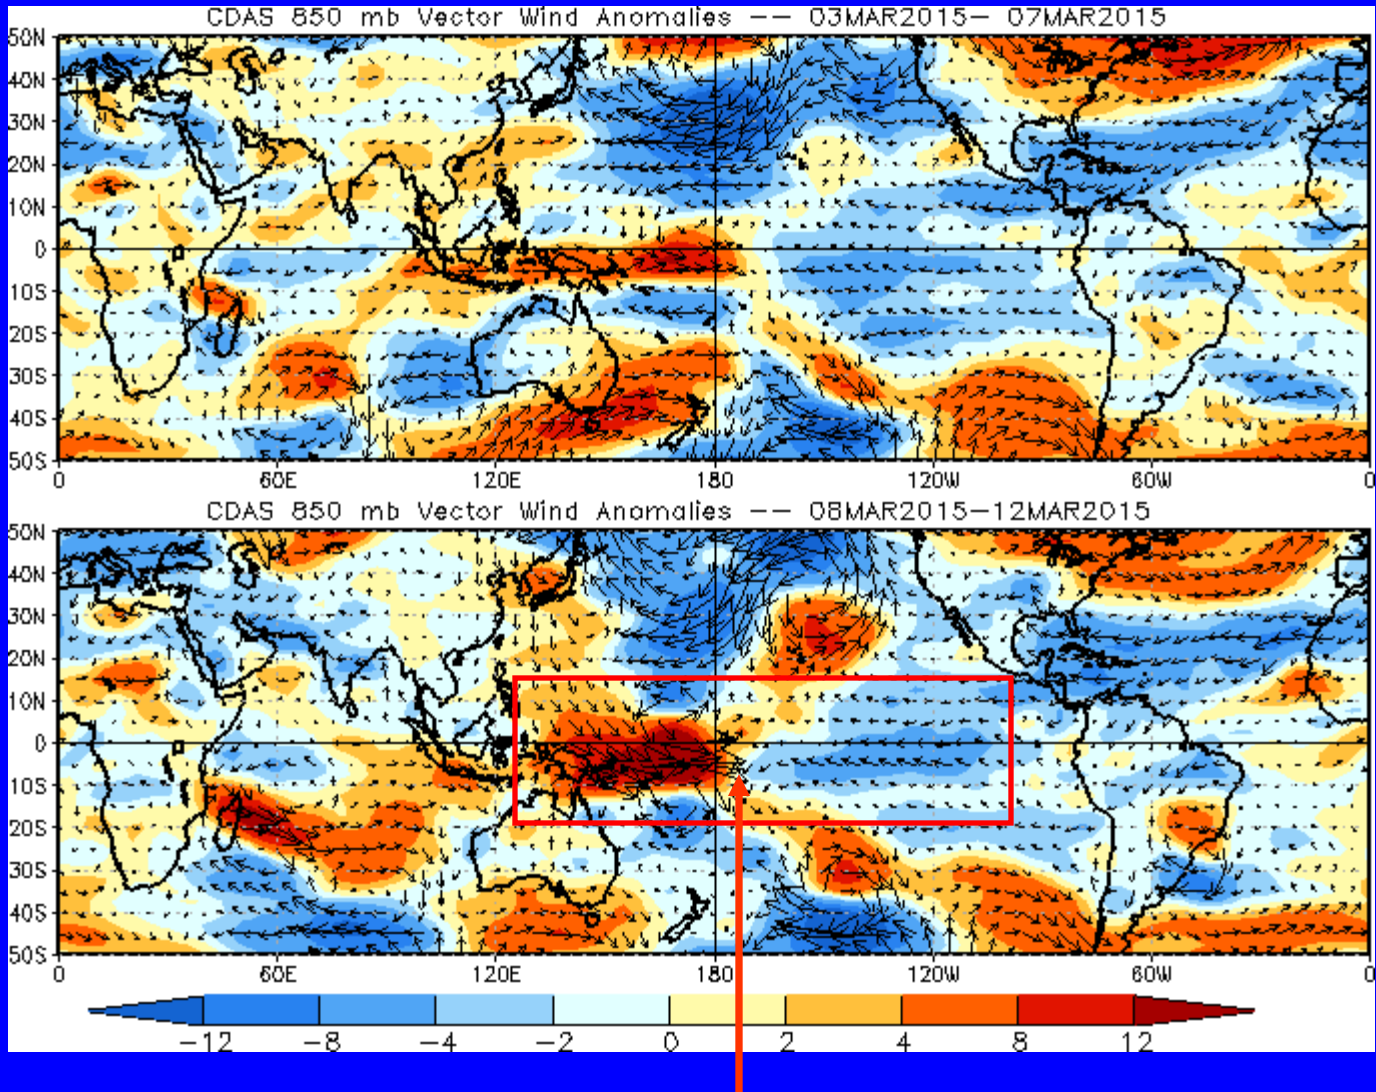 CDAS 850 mb Vector Wind Anomalies -- 03MAR2015- 07MAR2015
50N
40N
30N
20N
10N
0
10S
20S
30S
40S
50S
0 60E 120E 180 120W 60W 0
CDAS 850 mb Vector Wind Anomalies -- 08MAR2015-12MAR2015
50N
40N
30N
20N
10N
0
10S
20S
30S
40S
50S
0 60E 120E 180 120W 60W 0
-12 -8 -4 -2 0 2 4 8 12